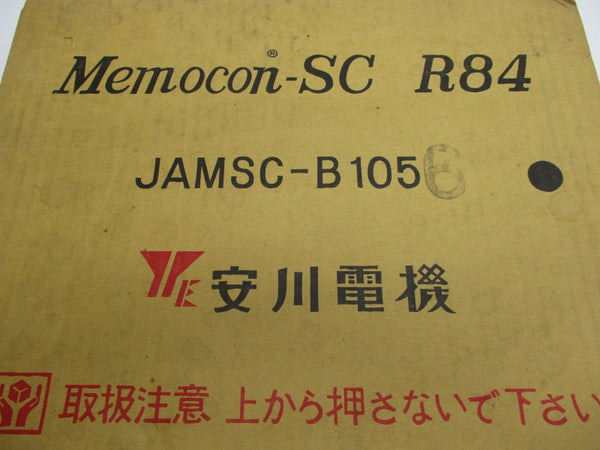 Memocon®-SC R84
JAMSC-B1056
YE 安川電機
取扱注意 上から押さないで下さい